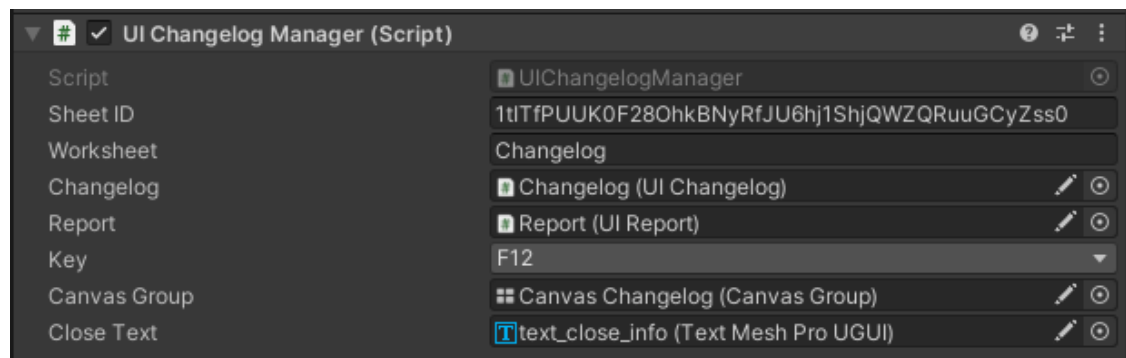 UI Changelog Manager (Script)
Script UIChangelogManager
Sheet ID 1tITfPUUK0F28OhkBNyRfJU6hj1ShjQWZQRuuGCyZss0
Worksheet Changelog
Changelog Changelog (UI Changelog)
Report Report (UI Report)
Key F12
Canvas Group Canvas Changelog (Canvas Group)
Close Text text_close_info (Text Mesh Pro UGUI)